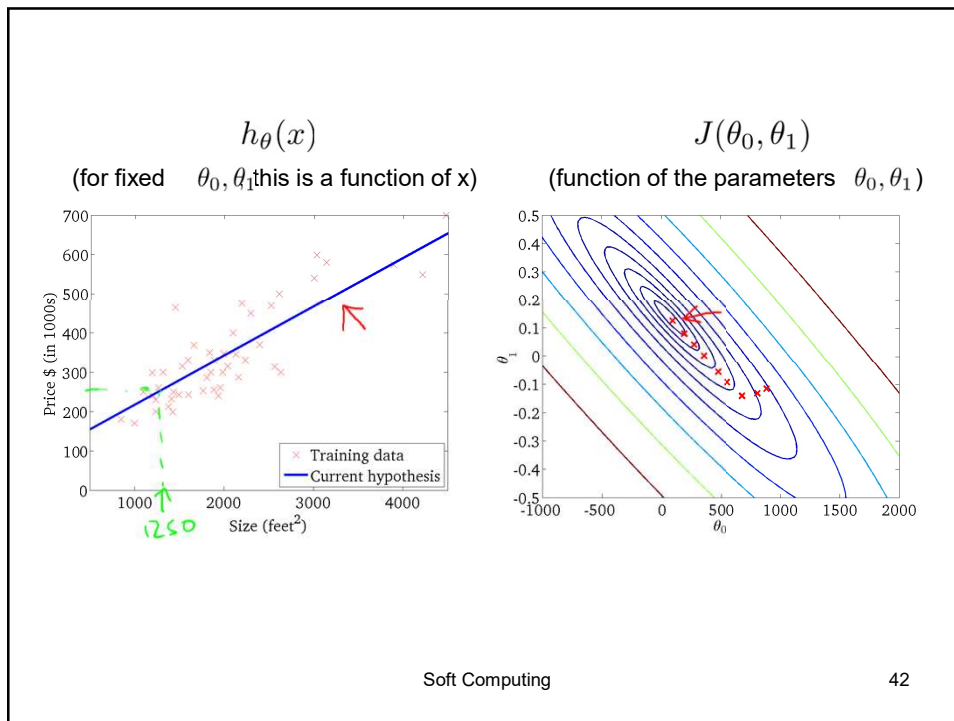 h_θ(x)
(for fixed θ₀, θ₁ this is a function of x)
700
600
500
400
300
200
100
0
Price $ (in 1000s)
1000 2000 3000 4000
Size (feet²)
Training data
Current hypothesis
1250
J(θ₀, θ₁)
(function of the parameters θ₀, θ₁)
0.5
0.4
0.3
0.2
0.1
0
-0.1
-0.2
-0.3
-0.4
-0.5
θ₁
-1000 -500 0 500 1000 1500 2000
θ₀
Soft Computing 42